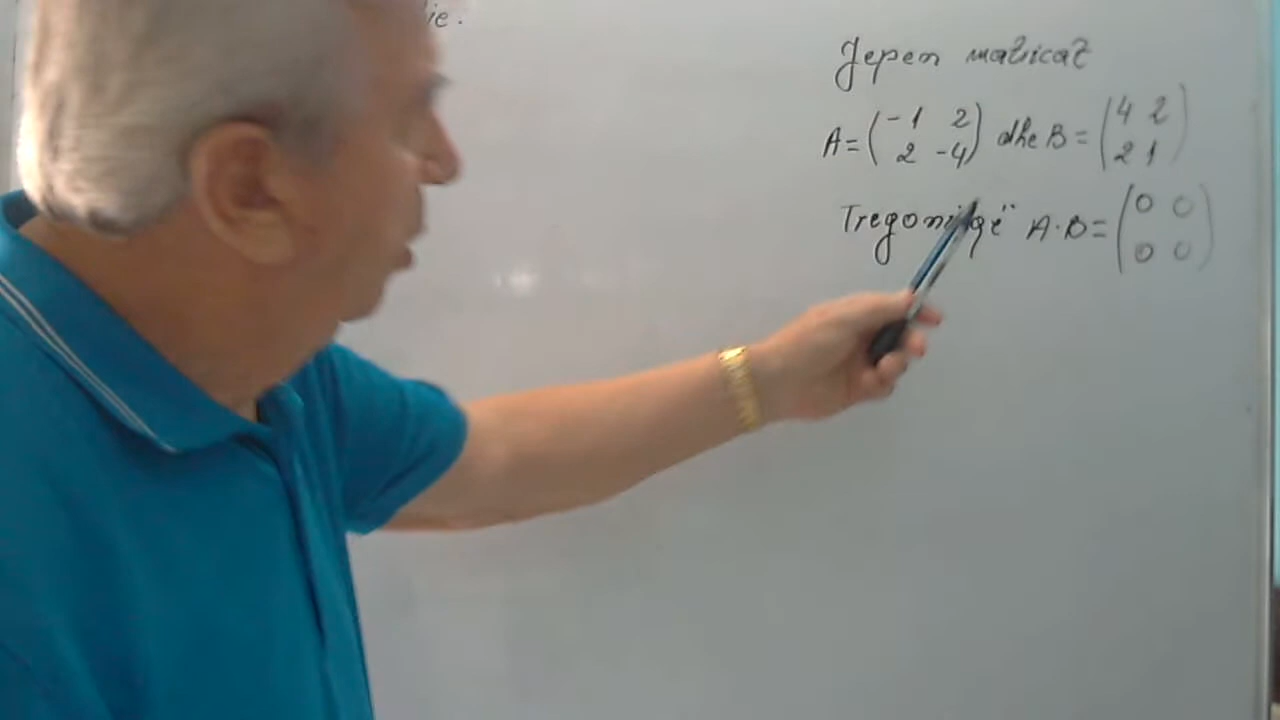 Jepen matricat
A = (-1 2
2 -4) dhe B = (4 2
2 1)
Tregoni që A·B = (0 0
0 0)